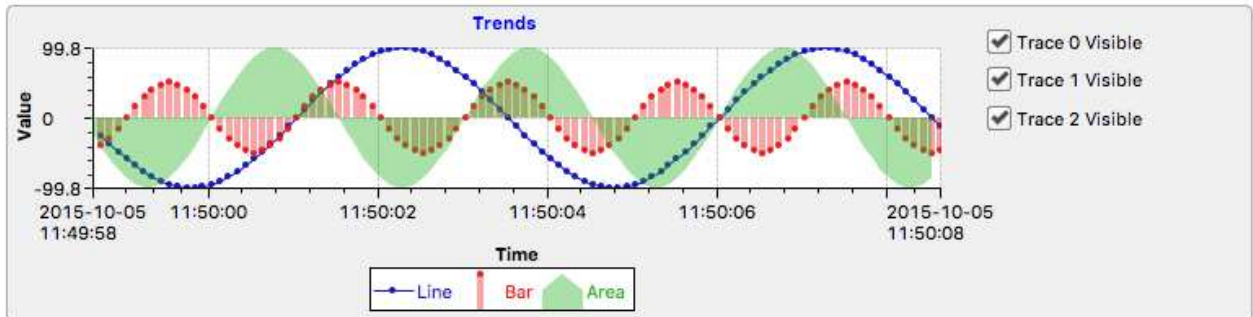 Trends
99.8
Trace 0 Visible
Trace 1 Visible
Value
0
Trace 2 Visible
-99.8
2015-10-05 11:50:00 11:50:02 11:50:04 11:50:06 2015-10-05
11:49:58 11:50:08
Time
Line Bar Area